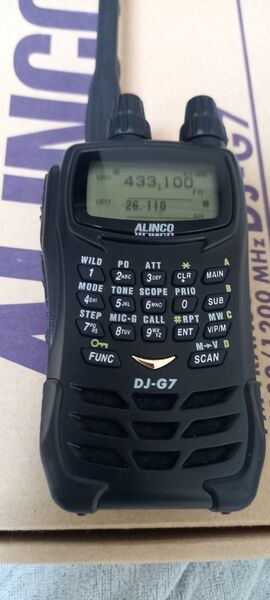 ALINCO
VFO
433,100
FM
VFO
26,110
AM
ALINCO
WILD PO ATT * A
1 2ABC 3DEF CLR MAIN
MODE TONE SCOPE PRIO B
4GHI 5JKL 6MNO 0 SUB
STEP MIC-G CALL #RPT MW C
7PQRS 8TUV 9WXYZ ENT V/P/M
M→V D
FUNC SCAN
DJ-G7
DJ-G7
1200 MHz